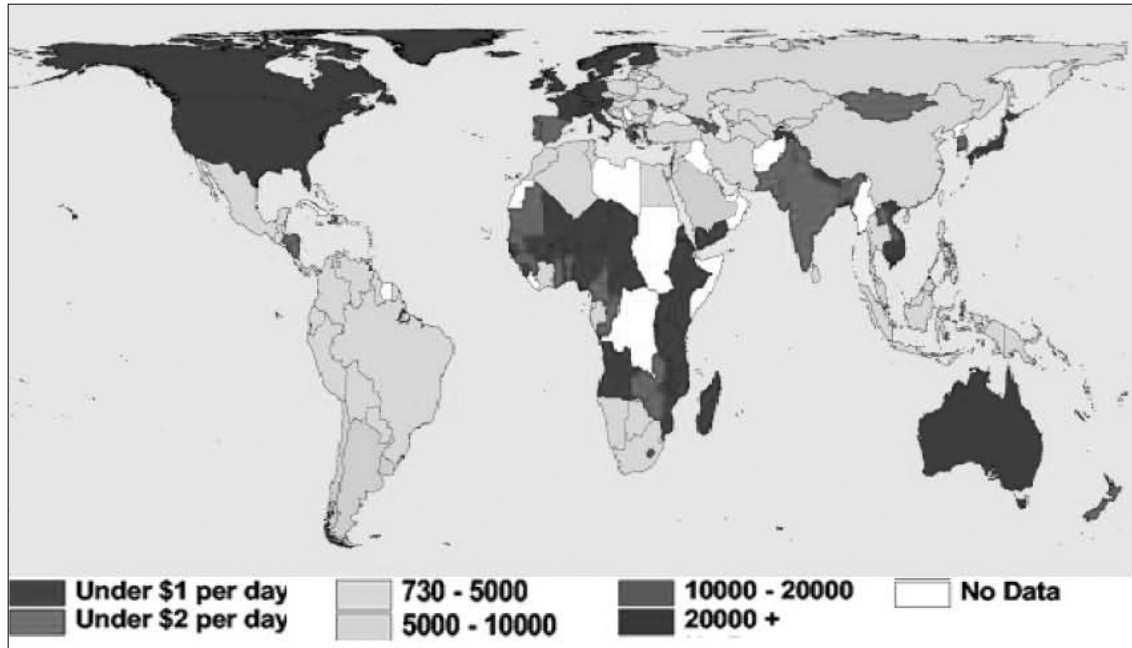 Under $1 per day
Under $2 per day
730 - 5000
5000 - 10000
10000 - 20000
20000 +
No Data